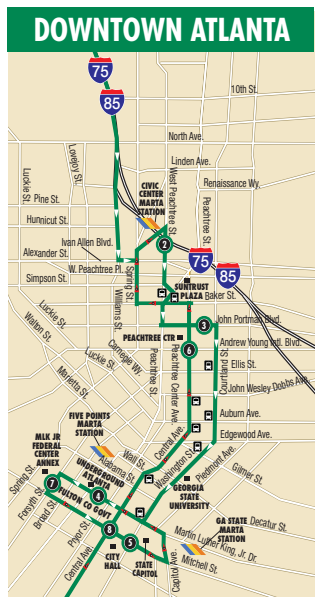 DOWNTOWN ATLANTA
75
85
10th St.
North Ave.
Linden Ave.
Luckie St.
Lovejoy St.
Pine St.
CIVIC
CENTER
MARTA
STATION
West Peachtree St.
Renaissance Wy.
Peachtree St.
Hunnicut St.
Ivan Allen Blvd.
2
Alexander St.
W. Peachtree Pl.
75
85
Simpson St.
Spring St.
SUNTRUST
PLAZA
Baker St.
Williams St.
Luckie St.
Walton St.
3
John Portman Blvd.
PEACHTREE CTR
6
Andrew Young Intl. Blvd.
Carnegie Wy.
Luckie St.
Marietta St.
Peachtree St.
Peachtree Center Ave.
Courtland St.
Ellis St.
John Wesley Dobbs Ave.
Auburn Ave.
FIVE POINTS
MARTA
STATION
Central Ave.
Edgewood Ave.
MLK JR
FEDERAL
CENTER
ANNEX
Wall St.
Alabama St.
UNDERGROUND
ATLANTA
Washington St.
Piedmont Ave.
Gilmer St.
Spring St.
7
4
FULTON CO GOVT
GEORGIA
STATE
UNIVERSITY
Forsyth St.
Broad St.
Pryor St.
8
5
GA STATE
MARTA
STATION
Decatur St.
Martin Luther King, Jr. Dr.
Mitchell St.
CITY
HALL
STATE
CAPITOL
Central Ave.
Capitol Ave.